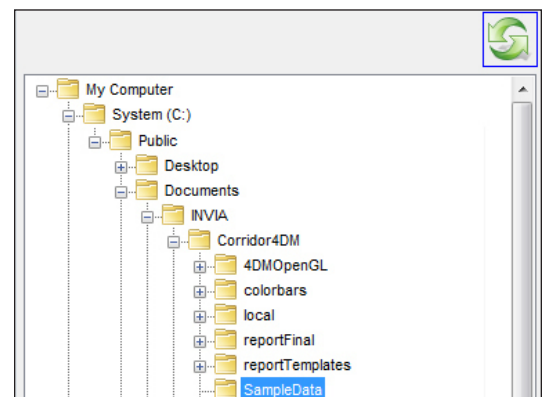 My Computer
System (C:)
Public
Desktop
Documents
INVIA
Corridor4DM
4DMOpenGL
colorbars
local
reportFinal
reportTemplates
SampleData